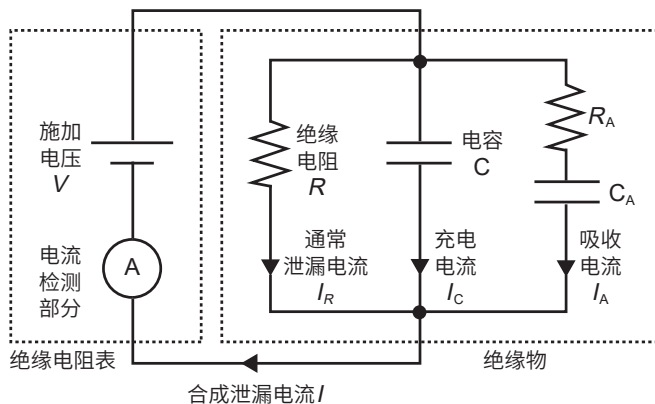 施加
电压
V
电流
检测
部分
A
绝缘电阻表
绝缘
电阻
R
通常
泄漏电流
I_R
电容
C
充电
电流
I_C
R_A
C_A
吸收
电流
I_A
绝缘物
合成泄漏电流I